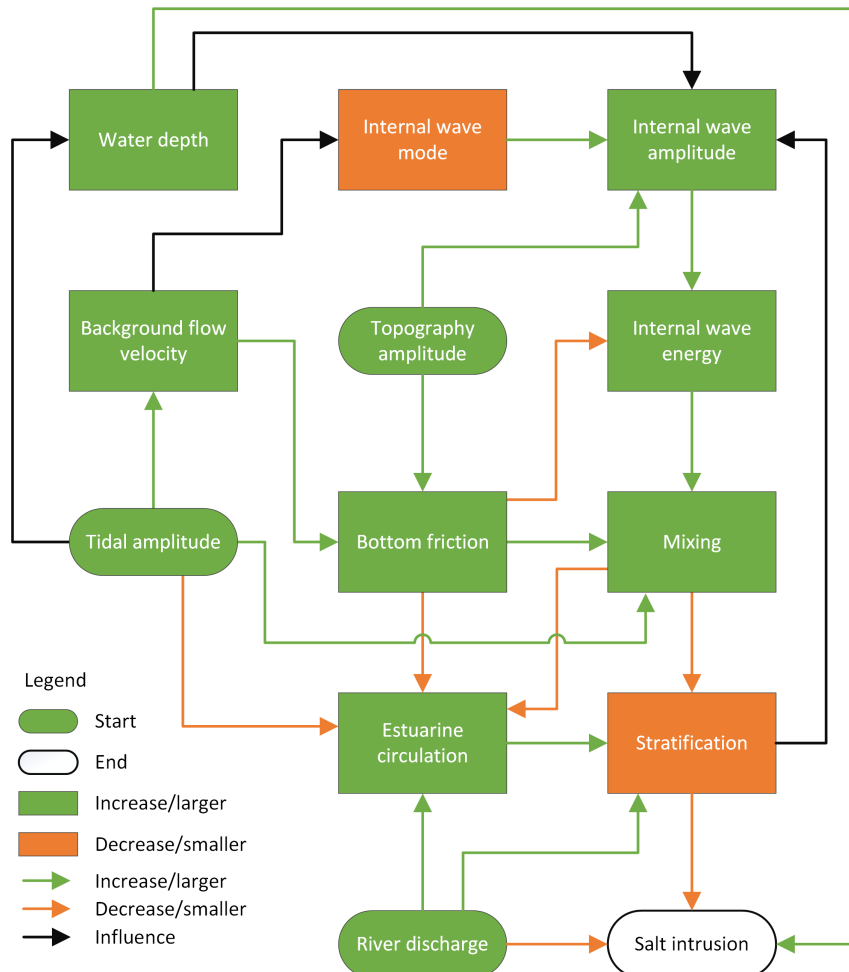 Water depth
Internal wave
mode
Internal wave
amplitude
Background flow
velocity
Topography
amplitude
Internal wave
energy
Tidal amplitude
Bottom friction
Mixing
Estuarine
circulation
Stratification
River discharge
Salt intrusion
Legend
Start
End
Increase/larger
Decrease/smaller
Increase/larger
Decrease/smaller
Influence